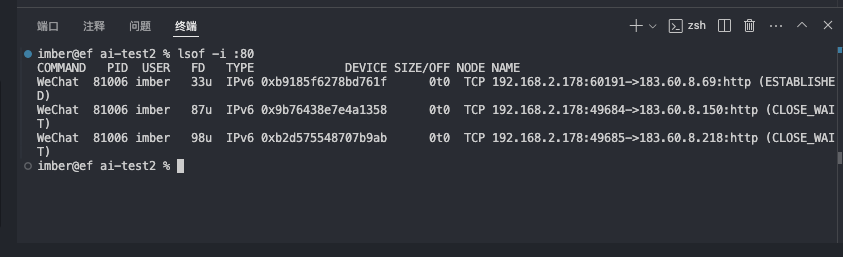 端口 注释 问题 终端 zsh
imber@ef ai-test2 % lsof -i :80
COMMAND PID USER FD TYPE DEVICE SIZE/OFF NODE NAME
WeChat 81006 imber 33u IPv6 0xb9185f6278bd761f 0t0 TCP 192.168.2.178:60191->183.60.8.69:http (ESTABLISHE
D)
WeChat 81006 imber 87u IPv6 0x9b76438e7e4a1358 0t0 TCP 192.168.2.178:49684->183.60.8.150:http (CLOSE_WAI
T)
WeChat 81006 imber 98u IPv6 0xb2d575548707b9ab 0t0 TCP 192.168.2.178:49685->183.60.8.218:http (CLOSE_WAI
T)
imber@ef ai-test2 %